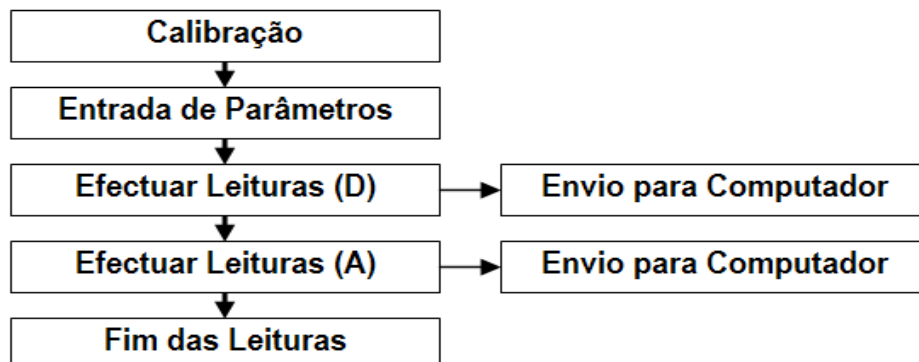 Calibração
Entrada de Parâmetros
Efectuar Leituras (D)
Envio para Computador
Efectuar Leituras (A)
Envio para Computador
Fim das Leituras